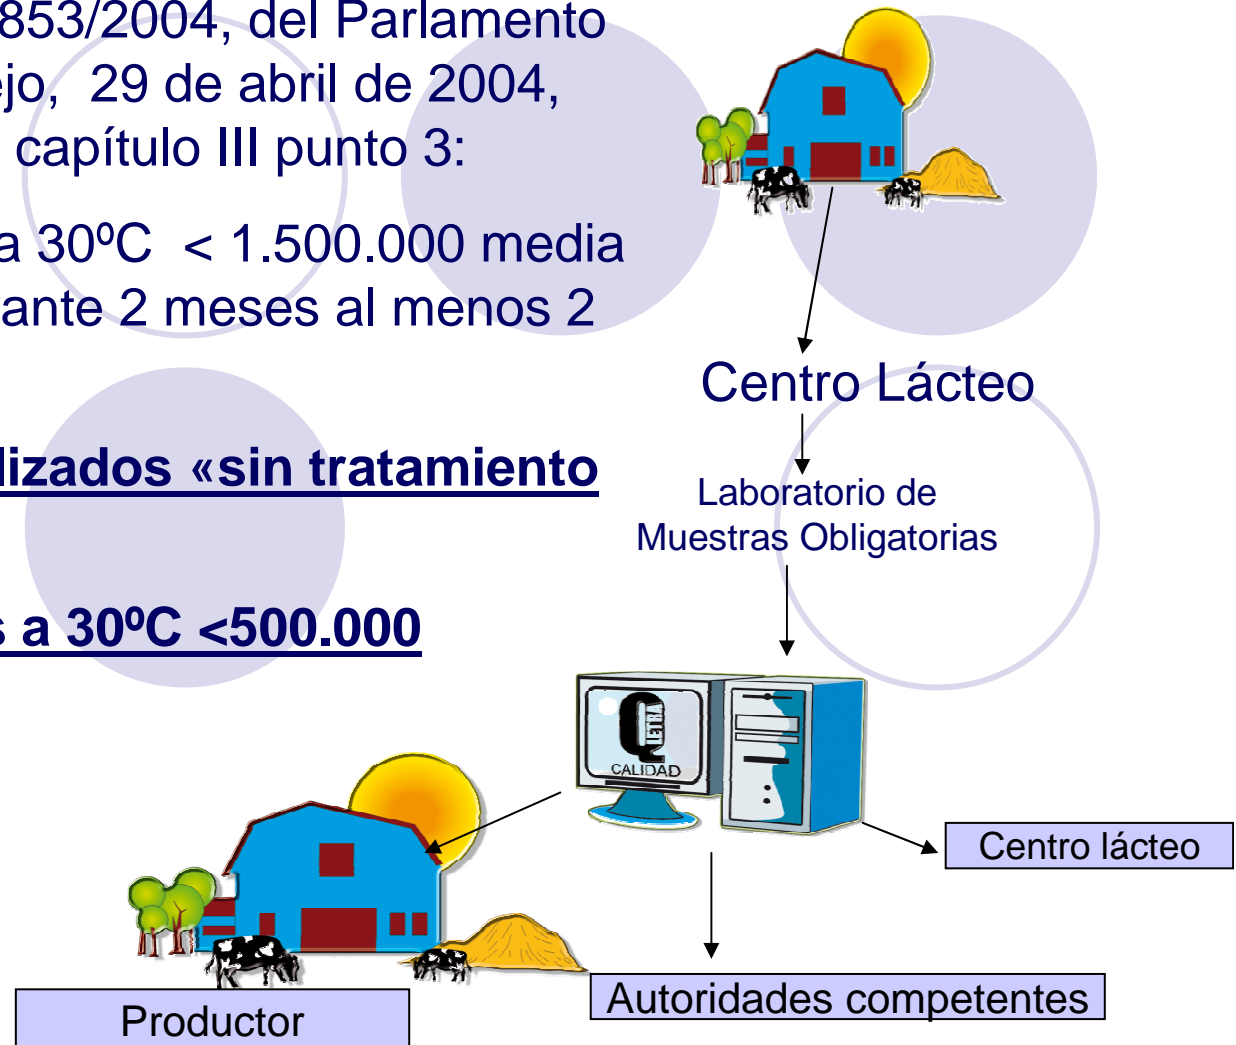 853/2004, del Parlamento
ejo, 29 de abril de 2004,
capítulo III punto 3:
a 30ºC < 1.500.000 media
ante 2 meses al menos 2
lizados «sin tratamiento
s a 30ºC <500.000
Centro Lácteo
Laboratorio de
Muestras Obligatorias
Q
LETRA
CALIDAD
Centro lácteo
Autoridades competentes
Productor